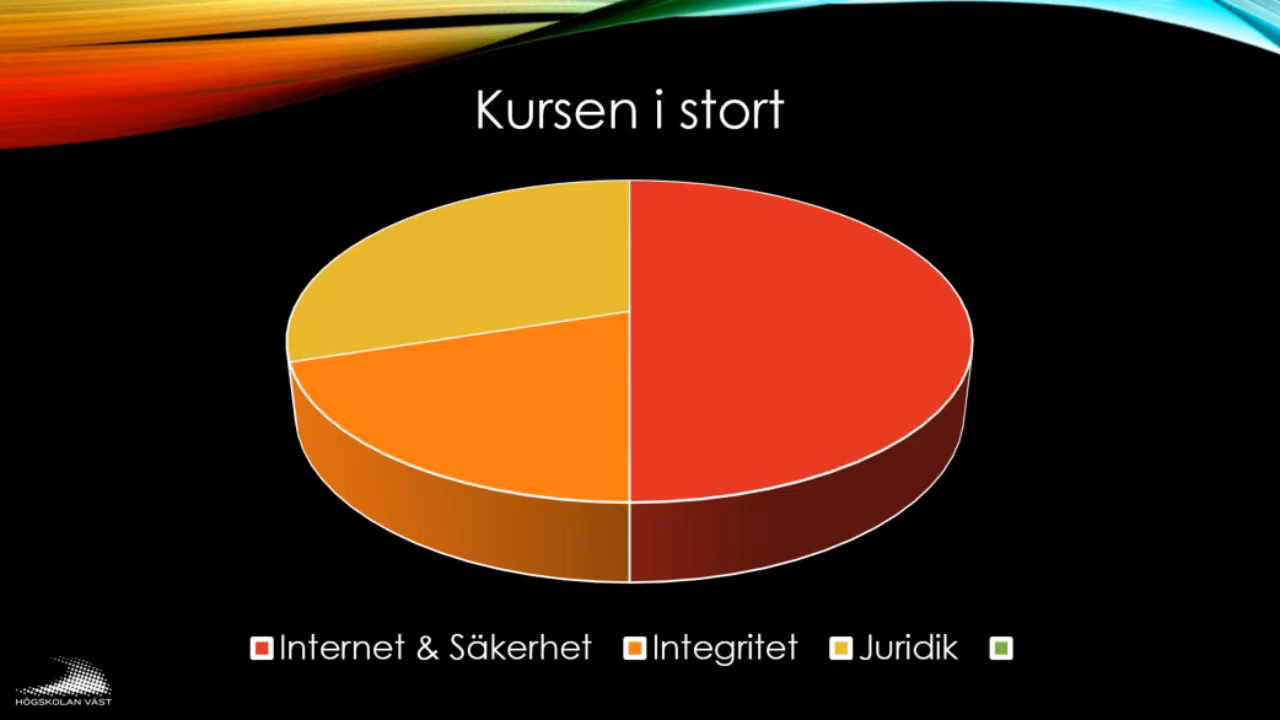 Kursen i stort
Internet & Säkerhet Integritet Juridik
HÖGSKOLAN VÄST